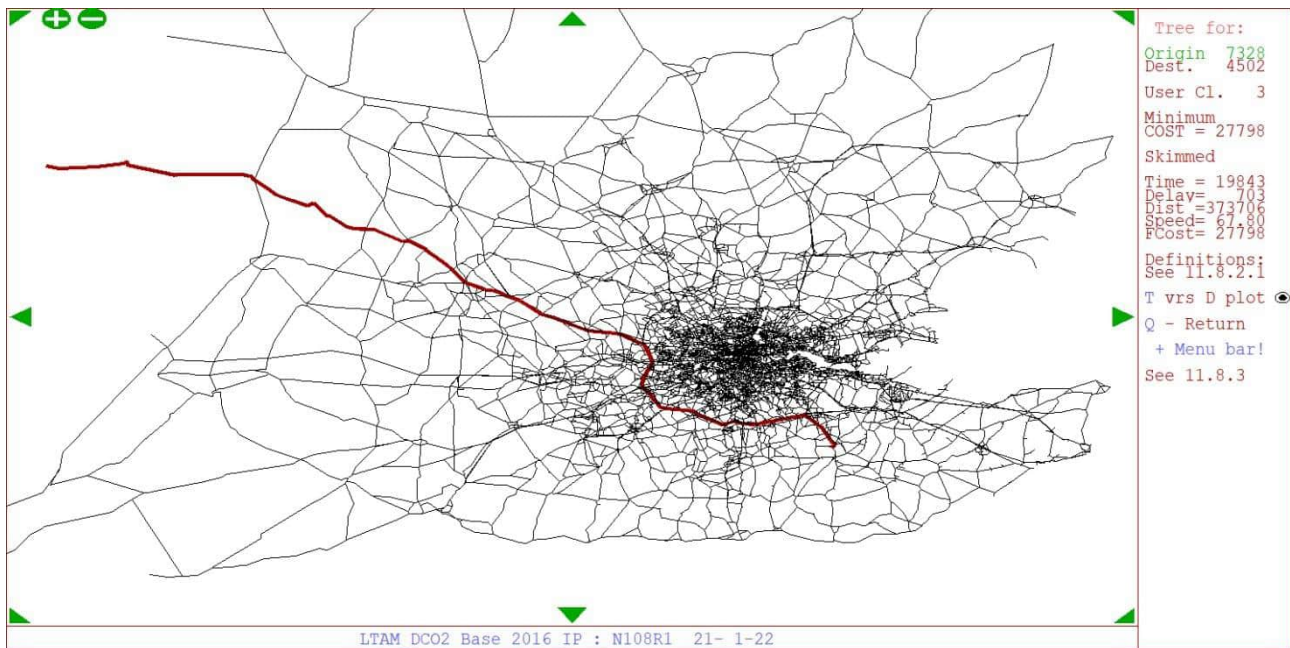 Tree for:
Origin 7328
Dest. 4502
User Cl. 3
Minimum
COST = 27798
Skimmed
Time = 19843
Delay= 703
Dist =373706
Speed= 67.80
FCost= 27798
Definitions:
See 11.8.2.1
T vrs D plot
Q - Return
+ Menu bar!
See 11.8.3
LTAM DCO2 Base 2016 IP : N108R1 21- 1-22